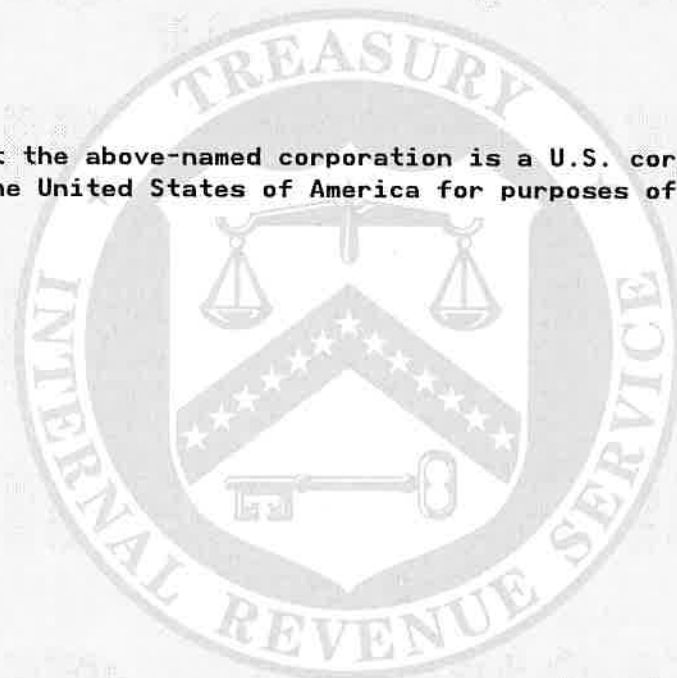 TREASURY
the above-named corporation is a U.S. cor
he United States of America for purposes of
INTERNAL REVENUE SERVICE